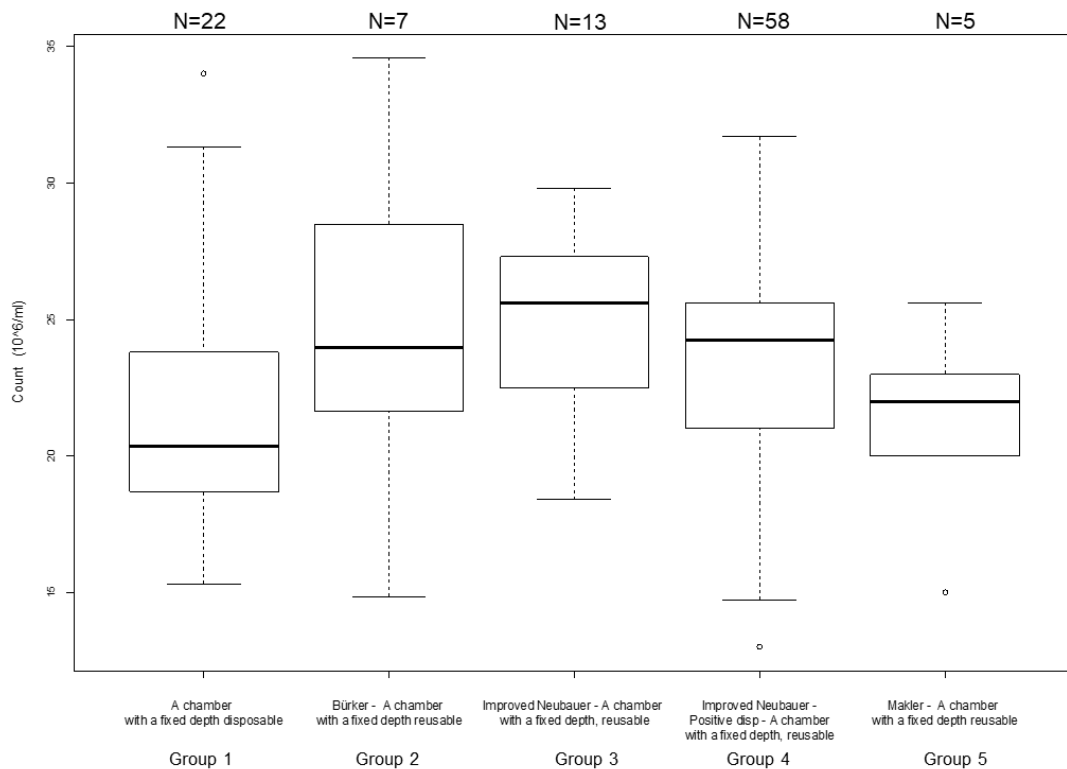 N=22 N=7 N=13 N=58 N=5
35
30
25
20
15
Count (10^6/ml)
A chamber
with a fixed depth disposable
Bürker - A chamber
with a fixed depth reusable
Improved Neubauer - A chamber
with a fixed depth, reusable
Improved Neubauer -
Positive disp - A chamber
with a fixed depth, reusable
Makler - A chamber
with a fixed depth reusable
Group 1 Group 2 Group 3 Group 4 Group 5